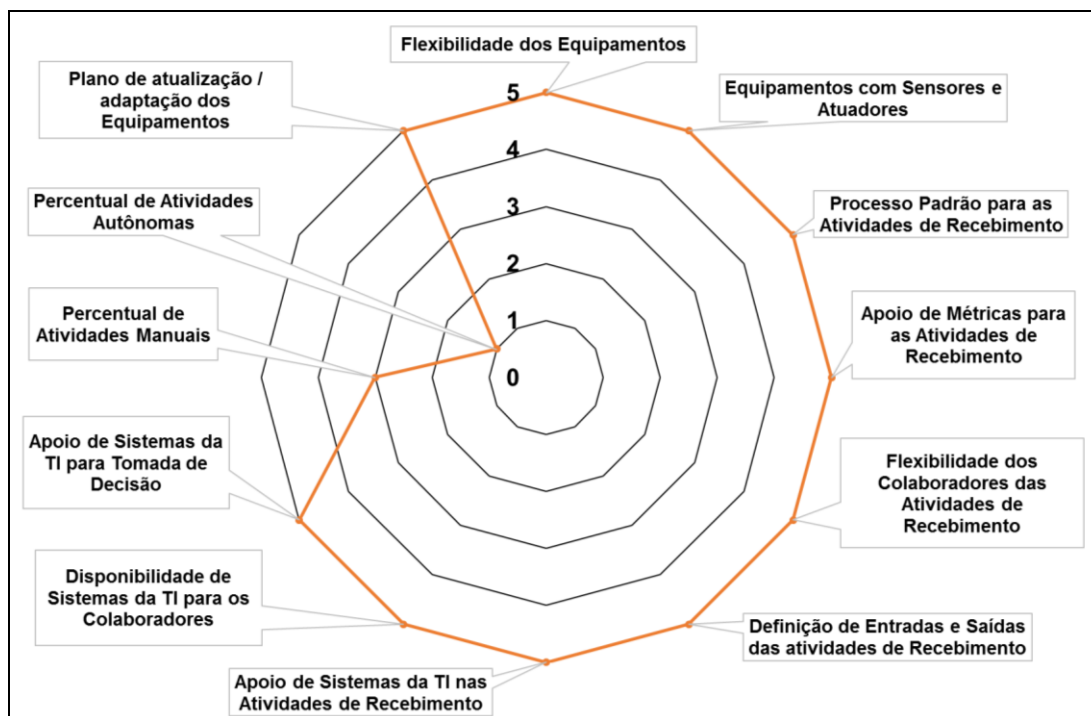 Flexibilidade dos Equipamentos
Plano de atualização /
adaptação dos
Equipamentos
Equipamentos com Sensores e
Atuadores
Percentual de Atividades
Autônomas
Processo Padrão para as
Atividades de Recebimento
Percentual de
Atividades Manuais
Apoio de Métricas para
as Atividades de
Recebimento
Apoio de Sistemas da
TI para Tomada de
Decisão
Flexibilidade dos
Colaboradores das
Atividades de
Recebimento
Disponibilidade de
Sistemas da TI para os
Colaboradores
Definição de Entradas e Saídas
das atividades de Recebimento
Apoio de Sistemas da TI nas
Atividades de Recebimento
5
4
3
2
1
0